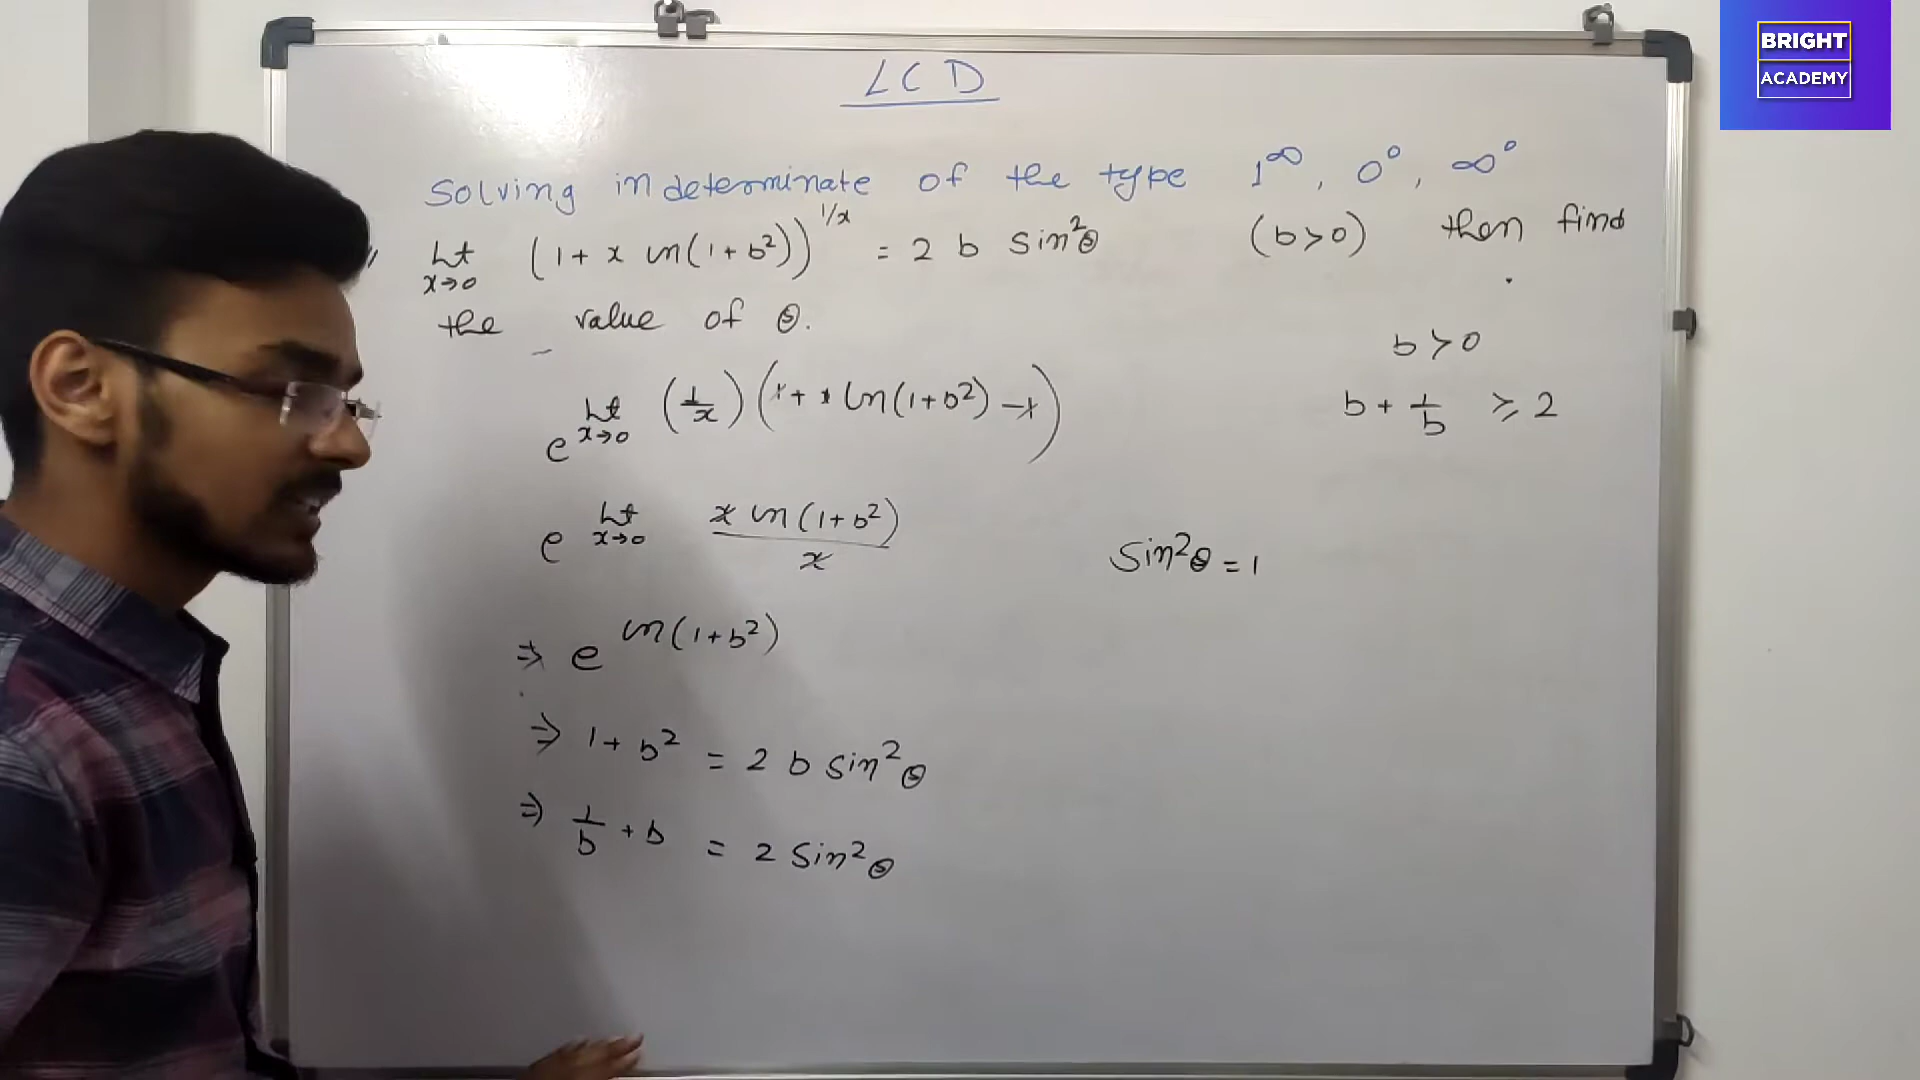 BRIGHT
ACADEMY
LCD
Solving indeterminate of the type 1^∞, 0^0, ∞^0
Lt x→0 (1 + x ln(1+b²))^1/x = 2 b Sin²θ (b>0) then find
the value of θ.
b > 0
e^Lt x→0 (1/x) (1 + x ln(1+b²) – 1)
b + 1/b ≥ 2
e^Lt x→0 x ln(1+b²)/x
Sin²θ = 1
⇒ e^ln(1+b²)
⇒ 1 + b² = 2 b Sin²θ
⇒ 1/b + b = 2 Sin²θ